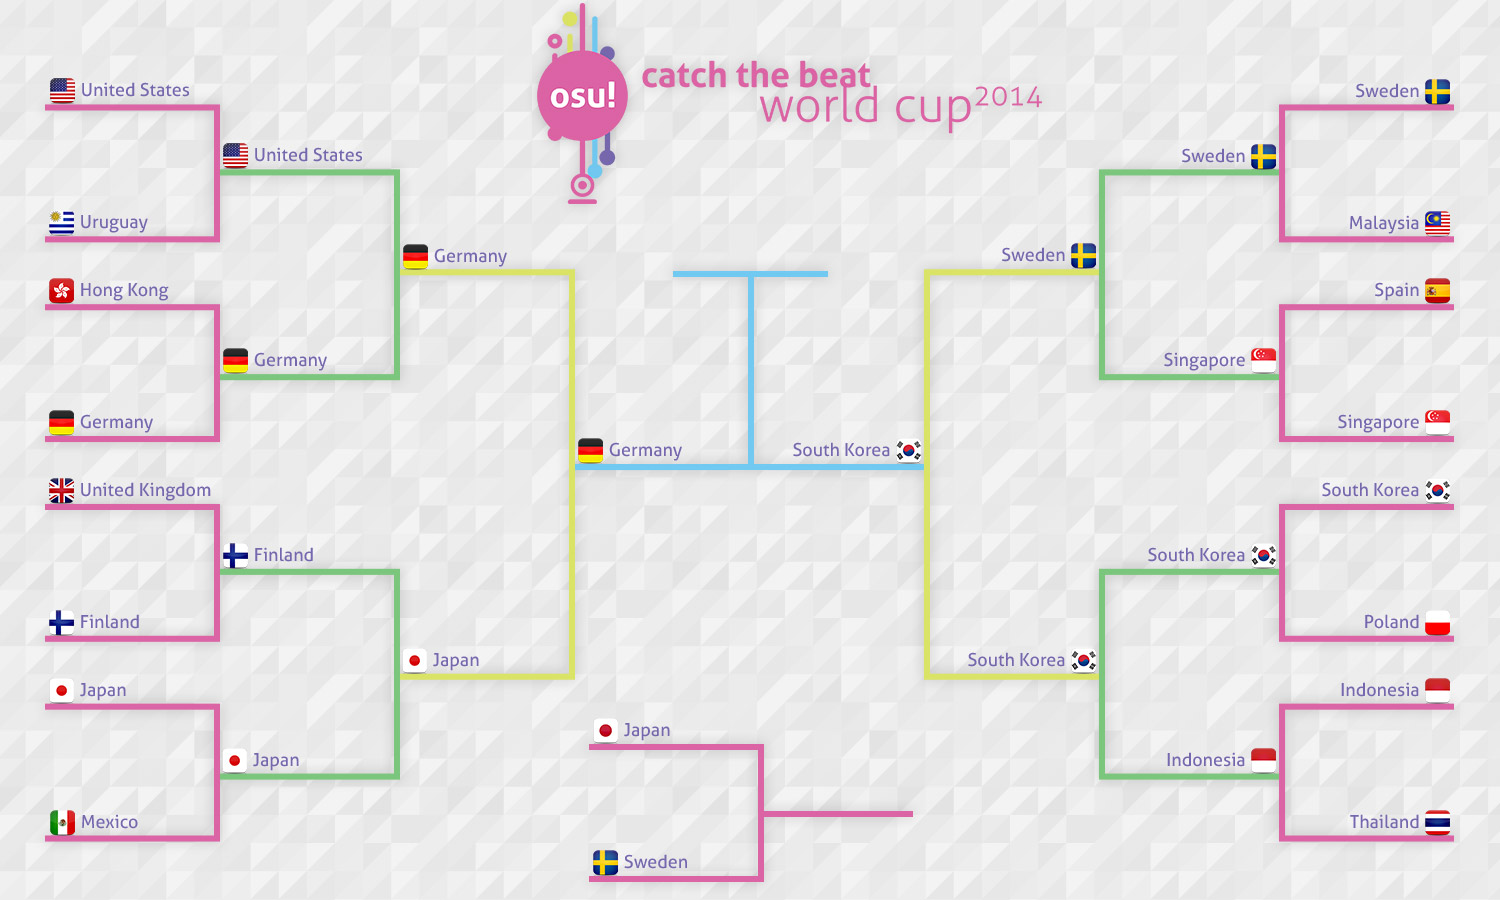 osu!
catch the beat
world cup 2014
United States
Uruguay
Hong Kong
Germany
United Kingdom
Finland
Japan
Mexico
United States
Germany
Finland
Japan
Germany
Japan
Germany
South Korea
Japan
Sweden
Sweden
South Korea
Sweden
Singapore
South Korea
Indonesia
Sweden
Malaysia
Spain
Singapore
South Korea
Poland
Indonesia
Thailand